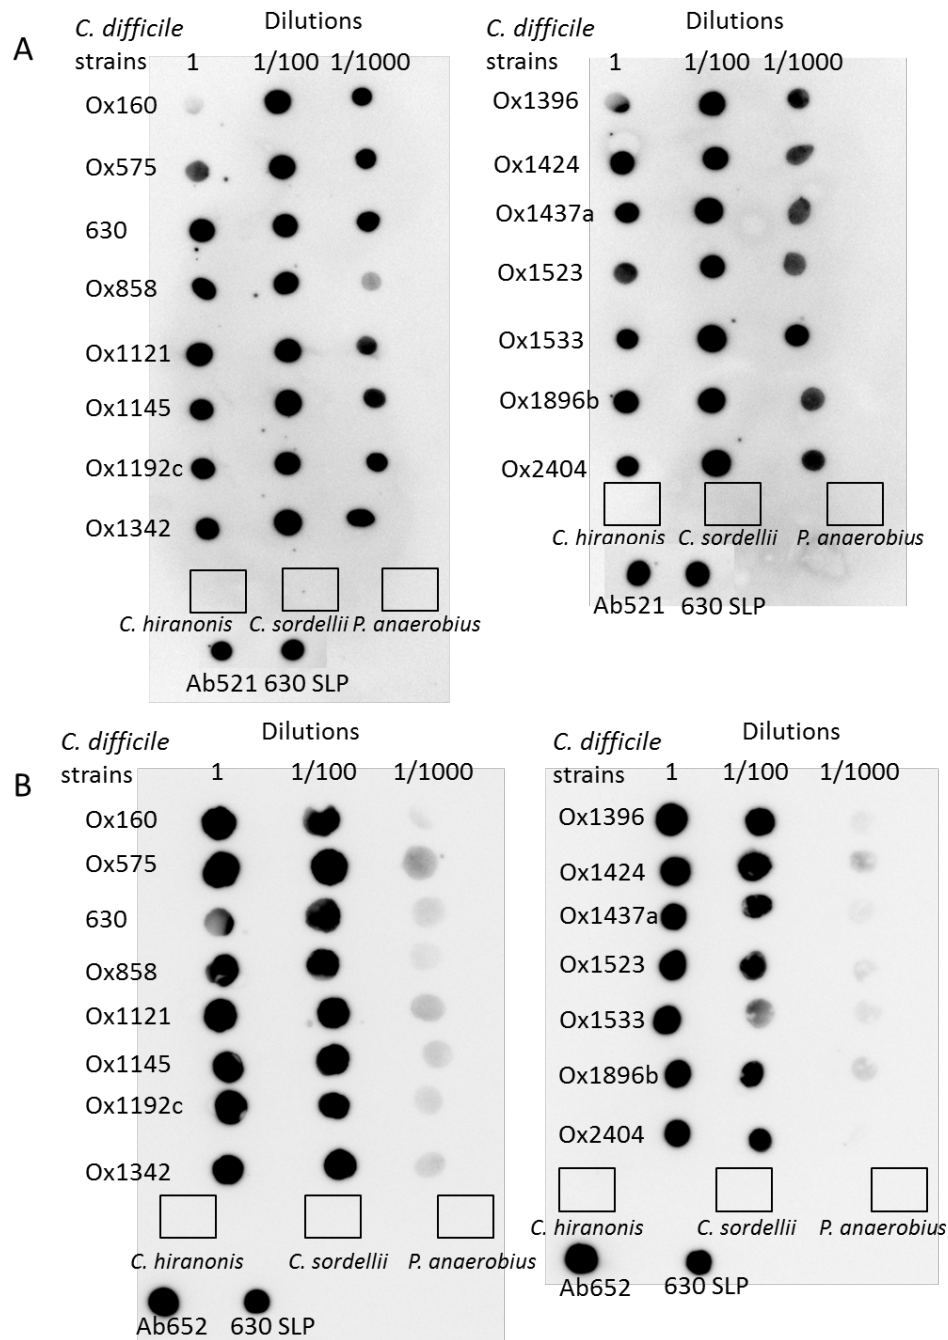 A
C. difficile
strains
Dilutions
1 1/100 1/1000
Ox160
Ox575
630
Ox858
Ox1121
Ox1145
Ox1192c
Ox1342
C. hiranonis C. sordellii P. anaerobius
Ab521 630 SLP
C. difficile
strains
Dilutions
1 1/100 1/1000
Ox1396
Ox1424
Ox1437a
Ox1523
Ox1533
Ox1896b
Ox2404
C. hiranonis C. sordellii P. anaerobius
Ab521 630 SLP
B
C. difficile
strains
Dilutions
1 1/100 1/1000
Ox160
Ox575
630
Ox858
Ox1121
Ox1145
Ox1192c
Ox1342
C. hiranonis C. sordellii P. anaerobius
Ab652 630 SLP
C. difficile
strains
Dilutions
1 1/100 1/1000
Ox1396
Ox1424
Ox1437a
Ox1523
Ox1533
Ox1896b
Ox2404
C. hiranonis C. sordellii P. anaerobius
Ab652 630 SLP